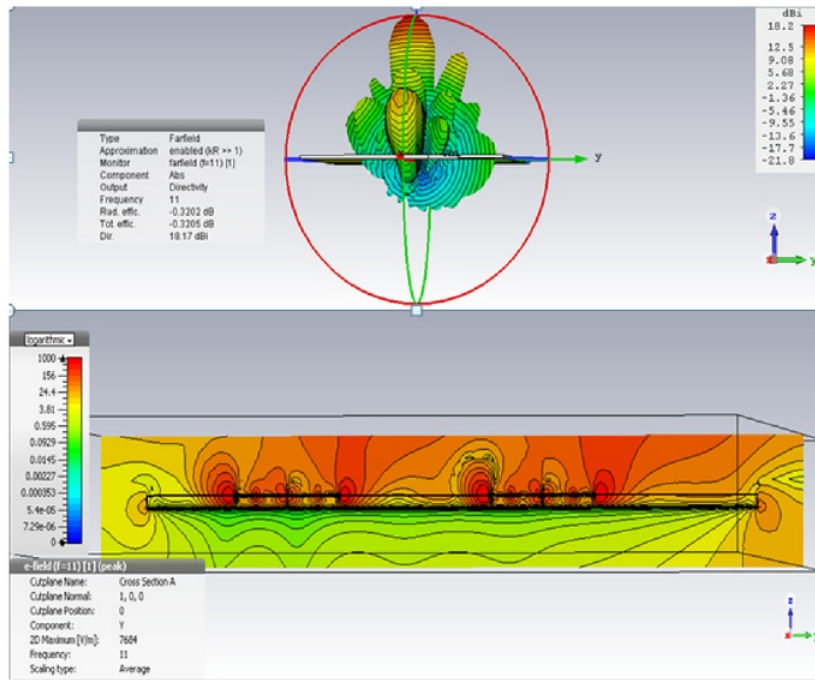 dBi
18.2
12.5
9.08
5.68
2.27
-1.36
-5.46
-9.55
-13.6
-17.7
-21.8
Type Farfield
Approximation enabled (kR >> 1)
Monitor farfield (f=11) [1]
Component Abs
Output Directivity
Frequency 11
Rad. effic. -0.3202 dB
Tot. effic. -0.3205 dB
Dir. 18.17 dBi
y
z
y
logarithmic
1000
156
24.4
3.81
0.595
0.0929
0.0145
0.00227
0.000353
5.4e-05
7.29e-06
0
e-field (f=11) [1] (peak)
Cutplane Name: Cross Section A
Cutplane Normal: 1, 0, 0
Cutplane Position: 0
Component: Y
2D Maximum [V/m]: 7684
Frequency: 11
Scaling type: Average
z
y